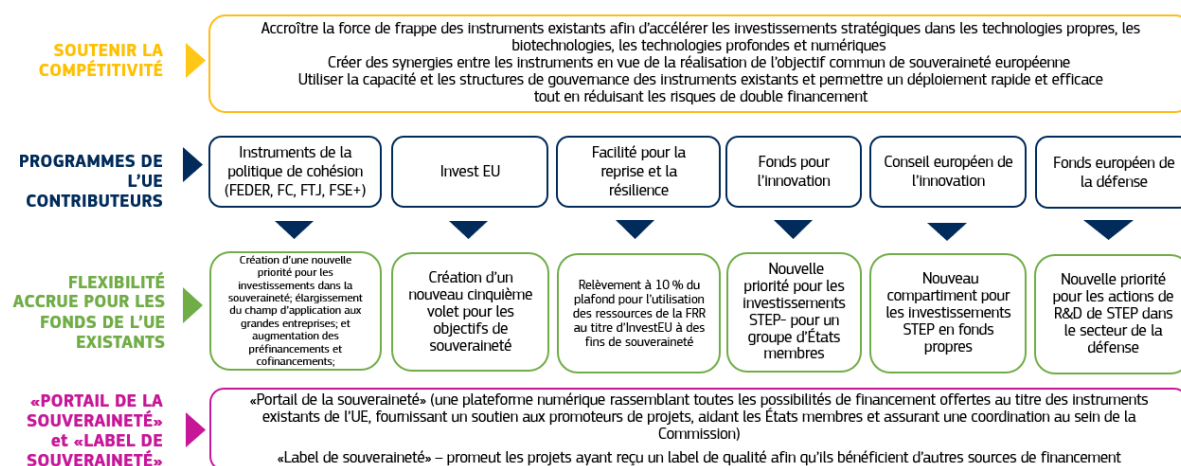 SOUTENIR LA
COMPÉTITIVITÉ
Accroître la force de frappe des instruments existants afin d'accélérer les investissements stratégiques dans les technologies propres, les
biotechnologies, les technologies profondes et numériques
Créer des synergies entre les instruments en vue de la réalisation de l'objectif commun de souveraineté européenne
Utiliser la capacité et les structures de gouvernance des instruments existants et permettre un déploiement rapide et efficace
tout en réduisant les risques de double financement
PROGRAMMES DE
L'UE
CONTRIBUTEURS
Instruments de la
politique de cohésion
(FEDER, FC, FTJ, FSE+)
Invest EU
Facilité pour la
reprise et la
résilience
Fonds pour
l'innovation
Conseil européen de
l'innovation
Fonds européen de
la défense
FLEXIBILITÉ
ACCRUE POUR LES
FONDS DE L'UE
EXISTANTS
Création d'une nouvelle
priorité pour les
investissements dans la
souveraineté; élargissement
du champ d'application aux
grandes entreprises; et
augmentation des
préfinancements et
cofinancements;
Création d'un
nouveau cinquième
volet pour les
objectifs de
souveraineté
Relèvement à 10 % du
plafond pour l'utilisation
des ressources de la FRR
au titre d'InvestEU à des
fins de souveraineté
Nouvelle
priorité pour les
investissements
STEP- pour un
groupe d'États
membres
Nouveau
compartiment pour
les investissements
STEP en fonds
propres
Nouvelle priorité
pour les actions de
R&D de STEP dans
le secteur de la
défense
«PORTAIL DE LA
SOUVERAINETÉ»
et «LABEL DE
SOUVERAINETÉ»
«Portail de la souveraineté» (une plateforme numérique rassemblant toutes les possibilités de financement offertes au titre des instruments
existants de l'UE, fournissant un soutien aux promoteurs de projets, aidant les États membres et assurant une coordination au sein de la
Commission)
«Label de souveraineté» – promeut les projets ayant reçu un label de qualité afin qu'ils bénéficient d'autres sources de financement